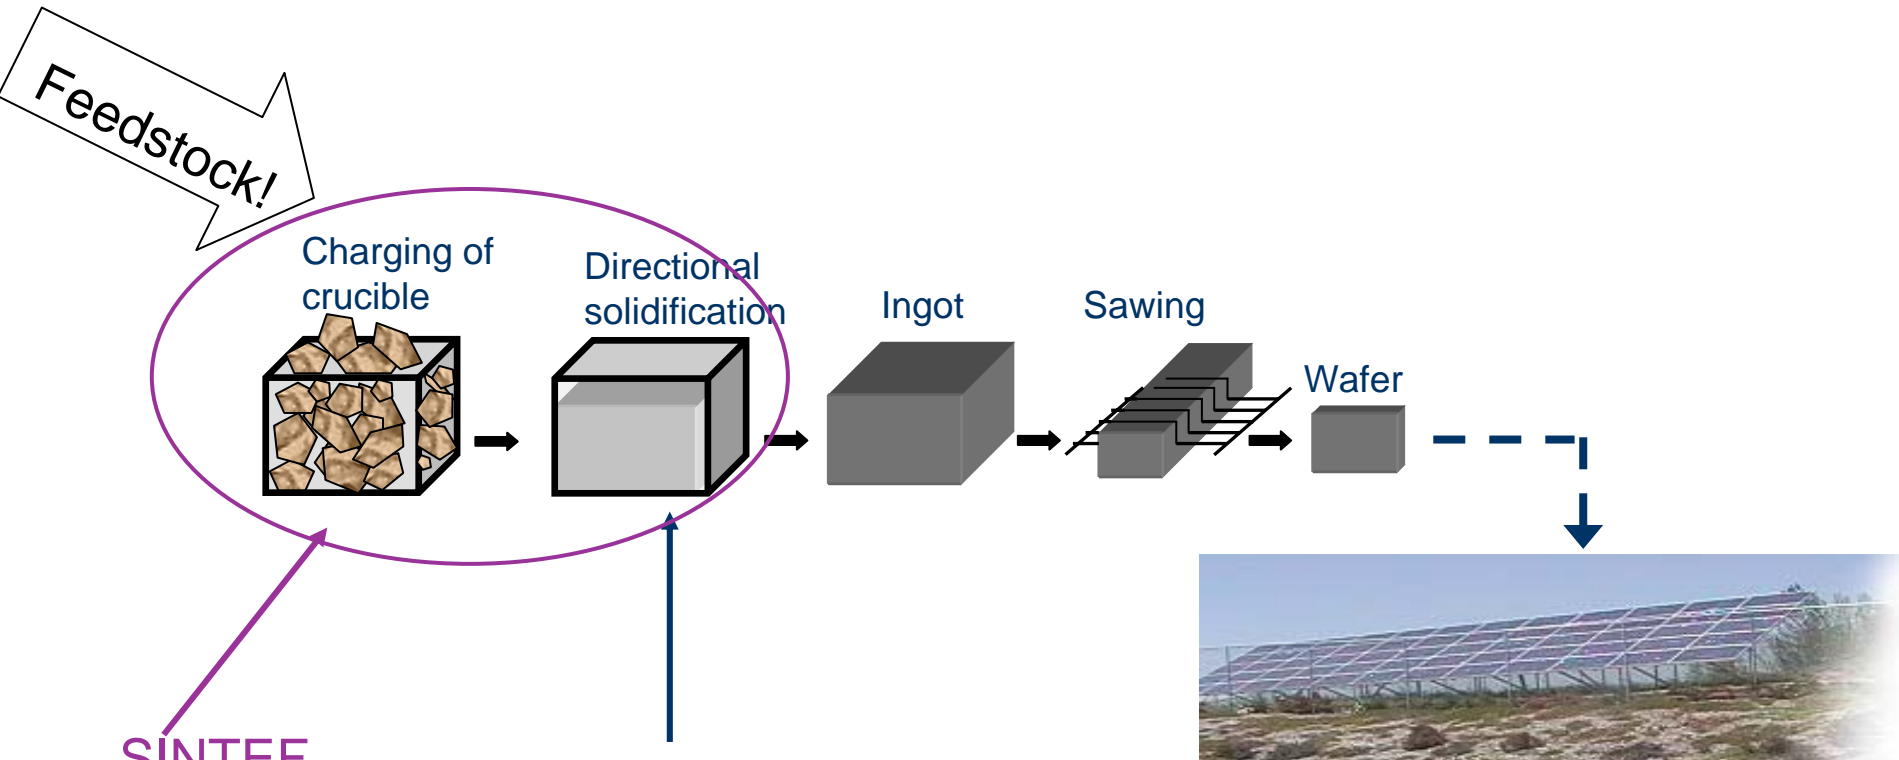 Feedstock!
Charging of
crucible
Directional
solidification
Ingot
Sawing
Wafer
SINTEF